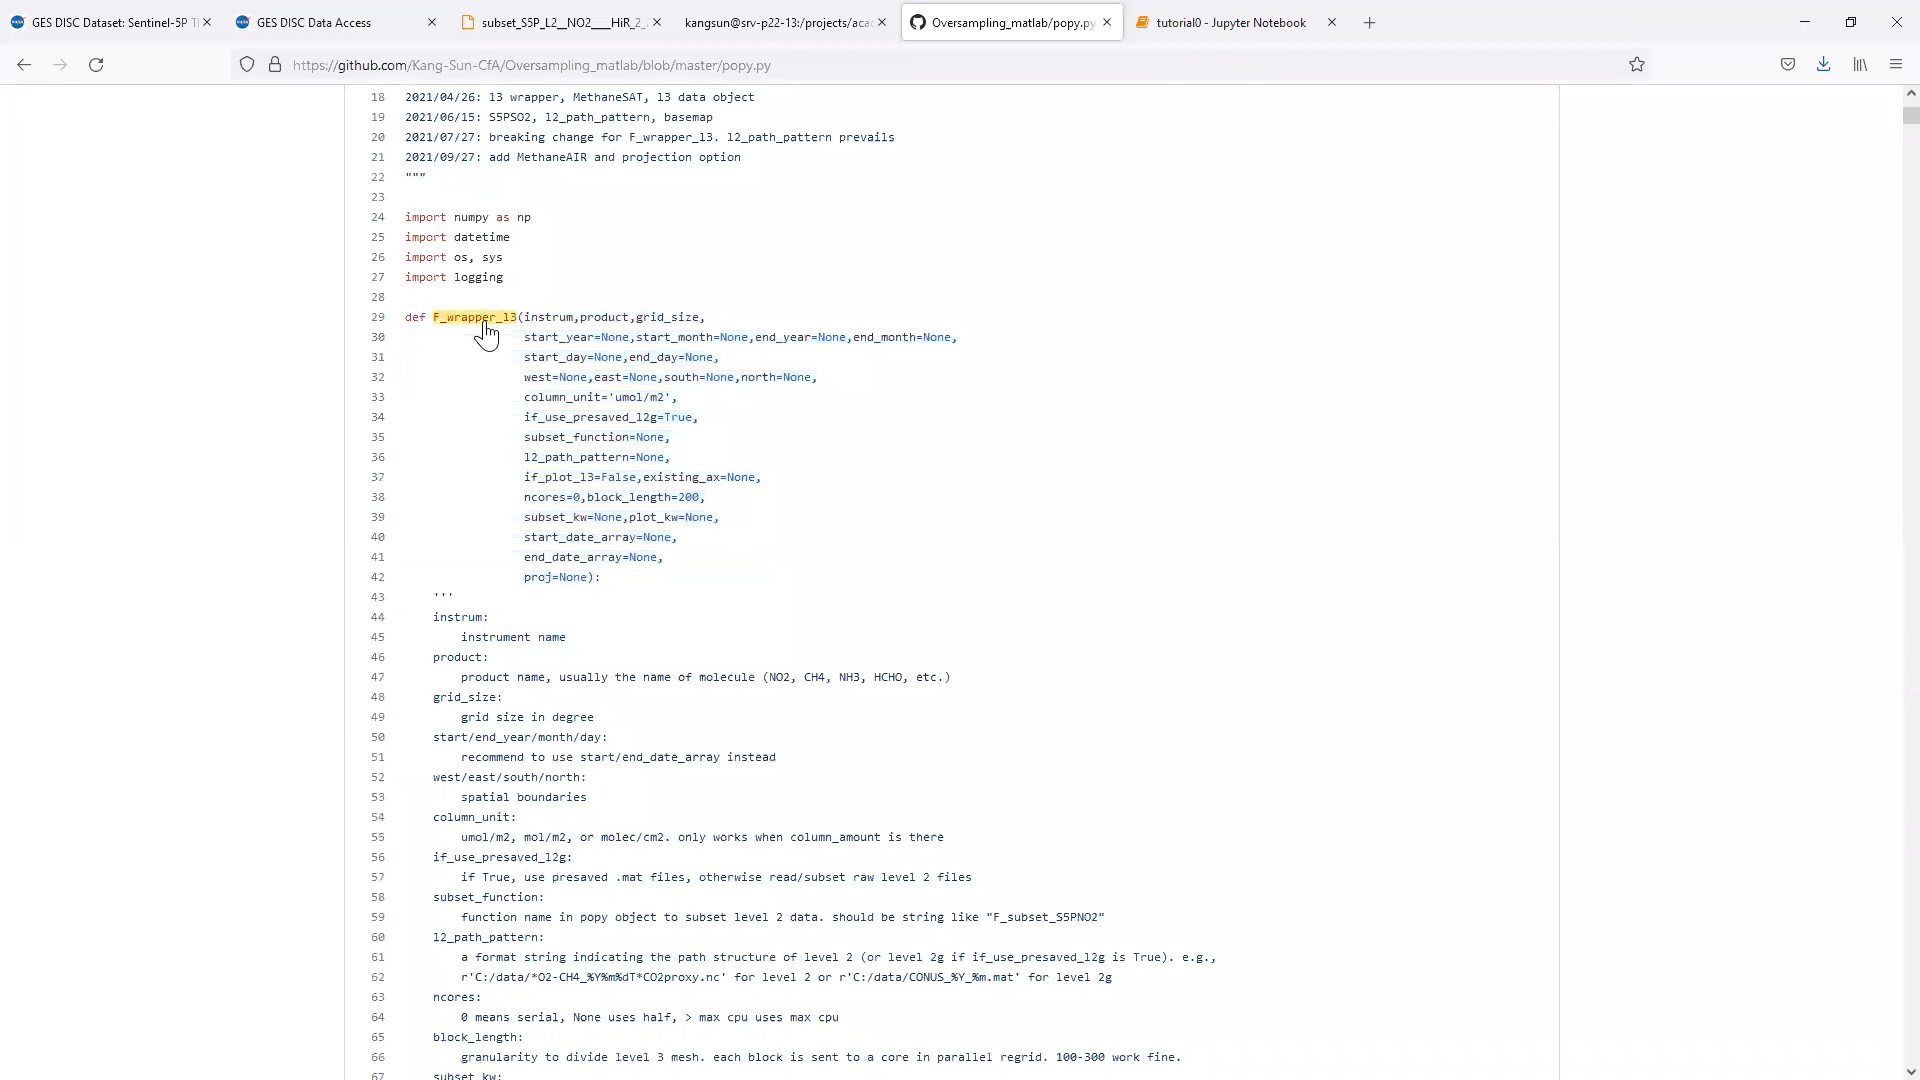 GES DISC Dataset: Sentinel-5P T
GES DISC Data Access
subset_S5P_L2__NO2____HiR_2_
kangsun@srv-p22-13:/projects/aca
Oversampling_matlab/popy.py
tutorial0 - Jupyter Notebook
https://github.com/Kang-Sun-CfA/Oversampling_matlab/blob/master/popy.py
18 2021/04/26: l3 wrapper, MethaneSAT, l3 data object
19 2021/06/15: S5PSO2, l2_path_pattern, basemap
20 2021/07/27: breaking change for F_wrapper_l3. l2_path_pattern prevails
21 2021/09/27: add MethaneAIR and projection option
22 """
23
24 import numpy as np
25 import datetime
26 import os, sys
27 import logging
28
29 def F_wrapper_l3(instrum,product,grid_size,
30 start_year=None,start_month=None,end_year=None,end_month=None,
31 start_day=None,end_day=None,
32 west=None,east=None,south=None,north=None,
33 column_unit='umol/m2',
34 if_use_presaved_l2g=True,
35 subset_function=None,
36 l2_path_pattern=None,
37 if_plot_l3=False,existing_ax=None,
38 ncores=0,block_length=200,
39 subset_kw=None,plot_kw=None,
40 start_date_array=None,
41 end_date_array=None,
42 proj=None):
43 '''
44 instrum:
45 instrument name
46 product:
47 product name, usually the name of molecule (NO2, CH4, NH3, HCHO, etc.)
48 grid_size:
49 grid size in degree
50 start/end_year/month/day:
51 recommend to use start/end_date_array instead
52 west/east/south/north:
53 spatial boundaries
54 column_unit:
55 umol/m2, mol/m2, or molec/cm2. only works when column_amount is there
56 if_use_presaved_l2g:
57 if True, use presaved .mat files, otherwise read/subset raw level 2 files
58 subset_function:
59 function name in popy object to subset level 2 data. should be string like "F_subset_S5PNO2"
60 l2_path_pattern:
61 a format string indicating the path structure of level 2 (or level 2g if if_use_presaved_l2g is True). e.g.,
62 r'C:/data/*O2-CH4_%Y%m%dT*CO2proxy.nc' for level 2 or r'C:/data/CONUS_%Y_%m.mat' for level 2g
63 ncores:
64 0 means serial, None uses half, > max cpu uses max cpu
65 block_length:
66 granularity to divide level 3 mesh. each block is sent to a core in parallel regrid. 100-300 work fine.
67 subset_kw: